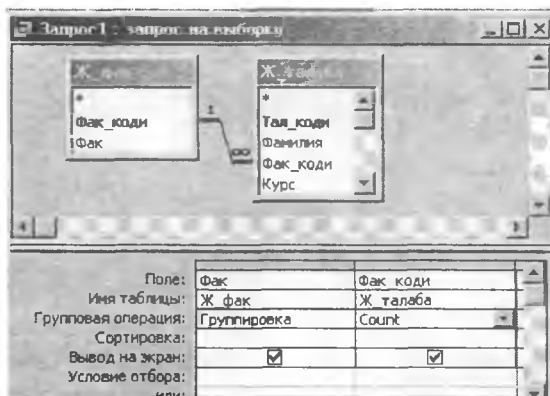 Запрос1 : запрос на выборку
Ж_фак
*
Фак_коди
Фак
1
∞
Ж_талаба
*
Тал_коди
Фамилия
Фак_коди
Курс
Поле: Фак Фак_коди
Имя таблицы: Ж_фак Ж_талаба
Групповая операция: Группировка Count
Сортировка:
Вывод на экран:
Условие отбора:
или: